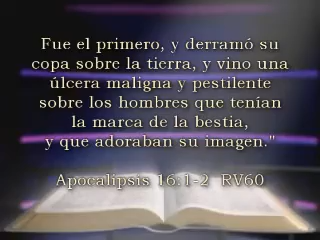 Fue el primero, y derramó su
copa sobre la tierra, y vino una
úlcera maligna y pestilente
sobre los hombres que tenían
la marca de la bestia,
y que adoraban su imagen."
Apocalipsis 16:1-2 RV60